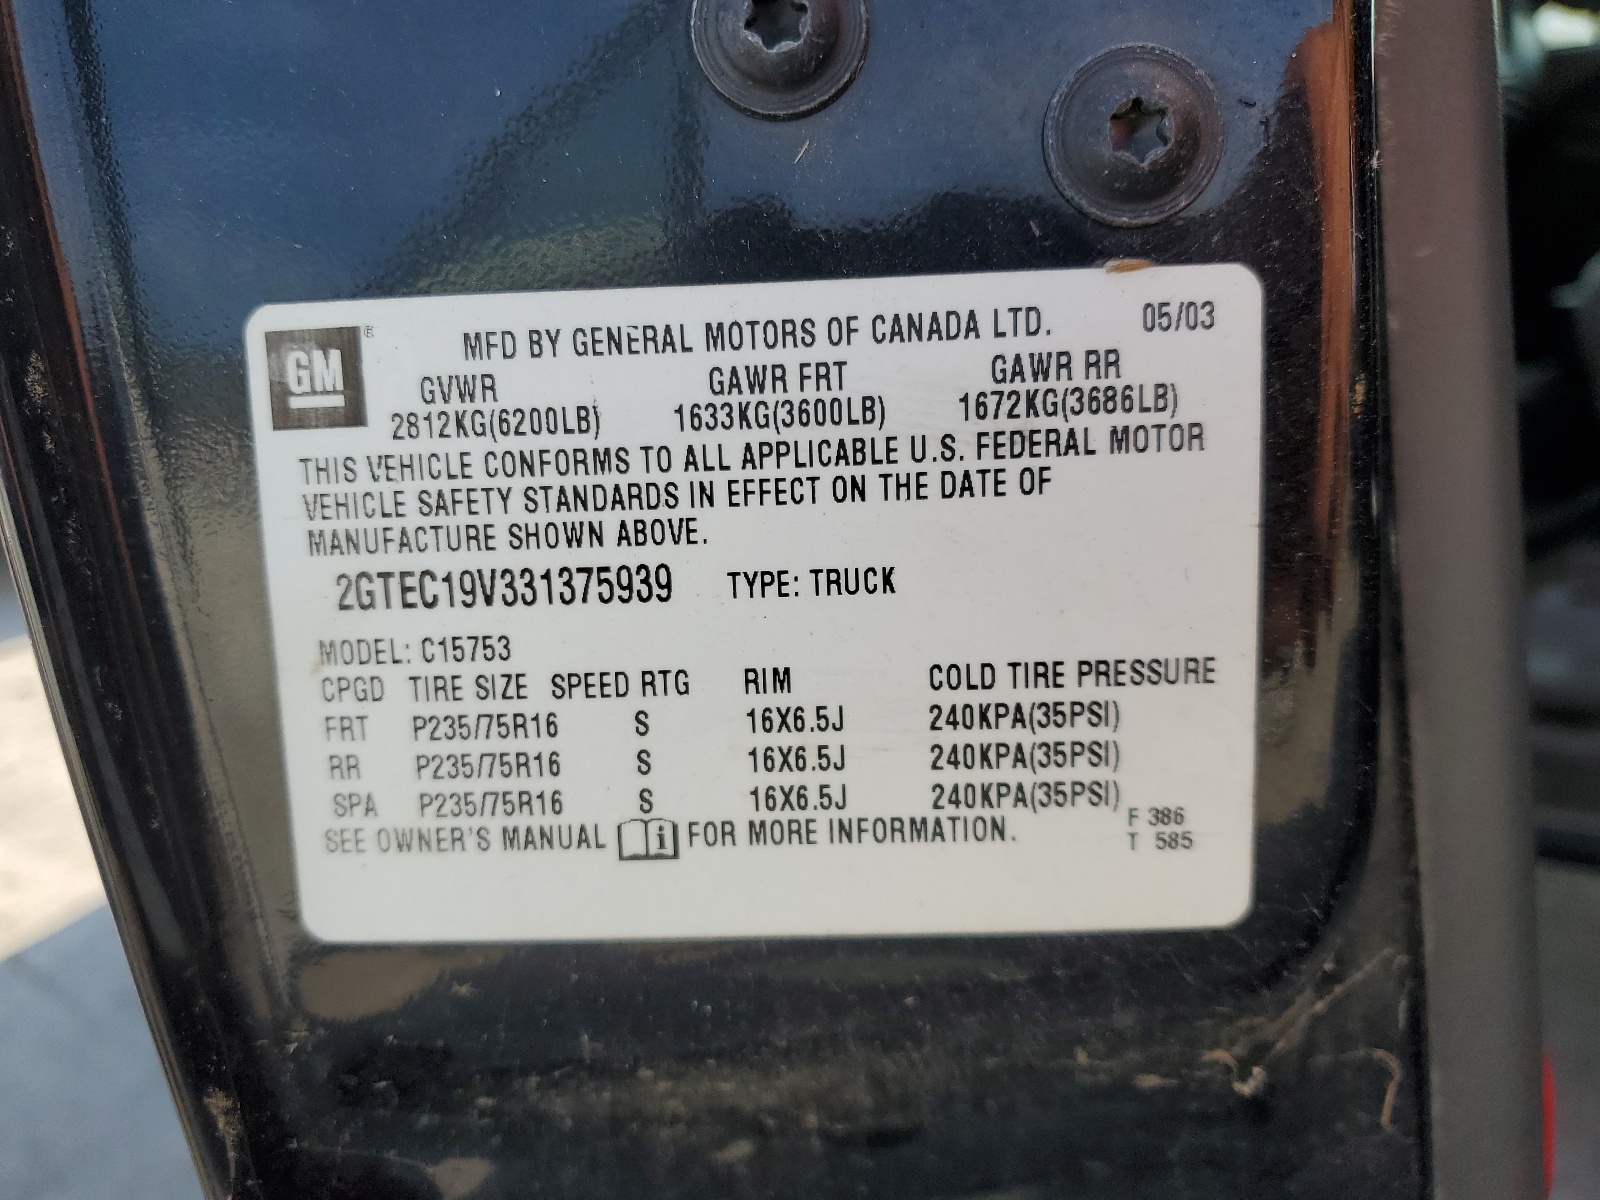 GM ®
MFD BY GENERAL MOTORS OF CANADA LTD. 05/03
GVWR GAWR FRT GAWR RR
2812KG(6200LB) 1633KG(3600LB) 1672KG(3686LB)
THIS VEHICLE CONFORMS TO ALL APPLICABLE U.S. FEDERAL MOTOR
VEHICLE SAFETY STANDARDS IN EFFECT ON THE DATE OF
MANUFACTURE SHOWN ABOVE.
2GTEC19V331375939 TYPE: TRUCK
MODEL: C15753
CPGD TIRE SIZE SPEED RTG RIM COLD TIRE PRESSURE
FRT P235/75R16 S 16X6.5J 240KPA(35PSI)
RR P235/75R16 S 16X6.5J 240KPA(35PSI)
SPA P235/75R16 S 16X6.5J 240KPA(35PSI)
SEE OWNER'S MANUAL i FOR MORE INFORMATION.
F 386
T 585